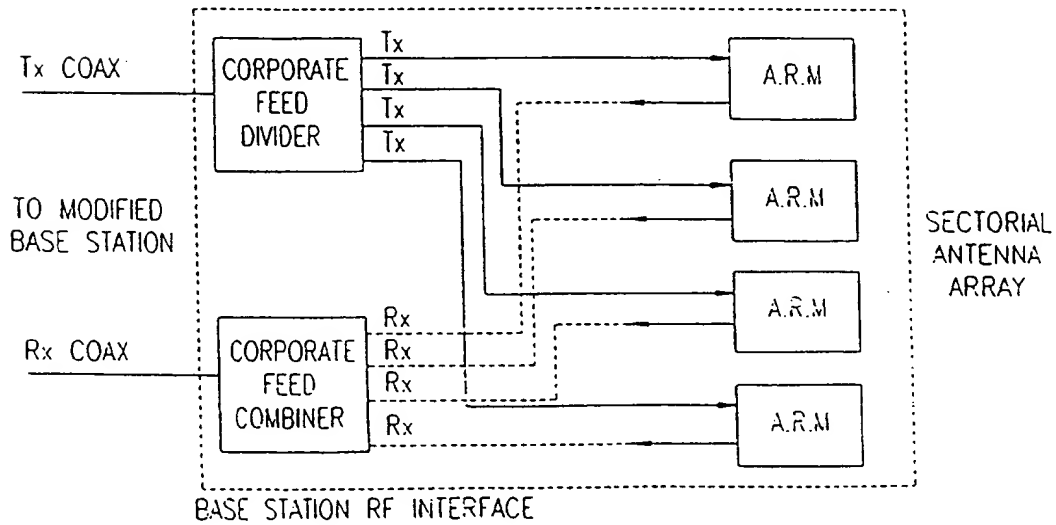 Tx COAX
CORPORATE
FEED
DIVIDER
Tx
Tx
Tx
Tx
A.R.M
A.R.M
A.R.M
A.R.M
TO MODIFIED
BASE STATION
SECTORIAL
ANTENNA
ARRAY
Rx COAX
CORPORATE
FEED
COMBINER
Rx
Rx
Rx
Rx
BASE STATION RF INTERFACE